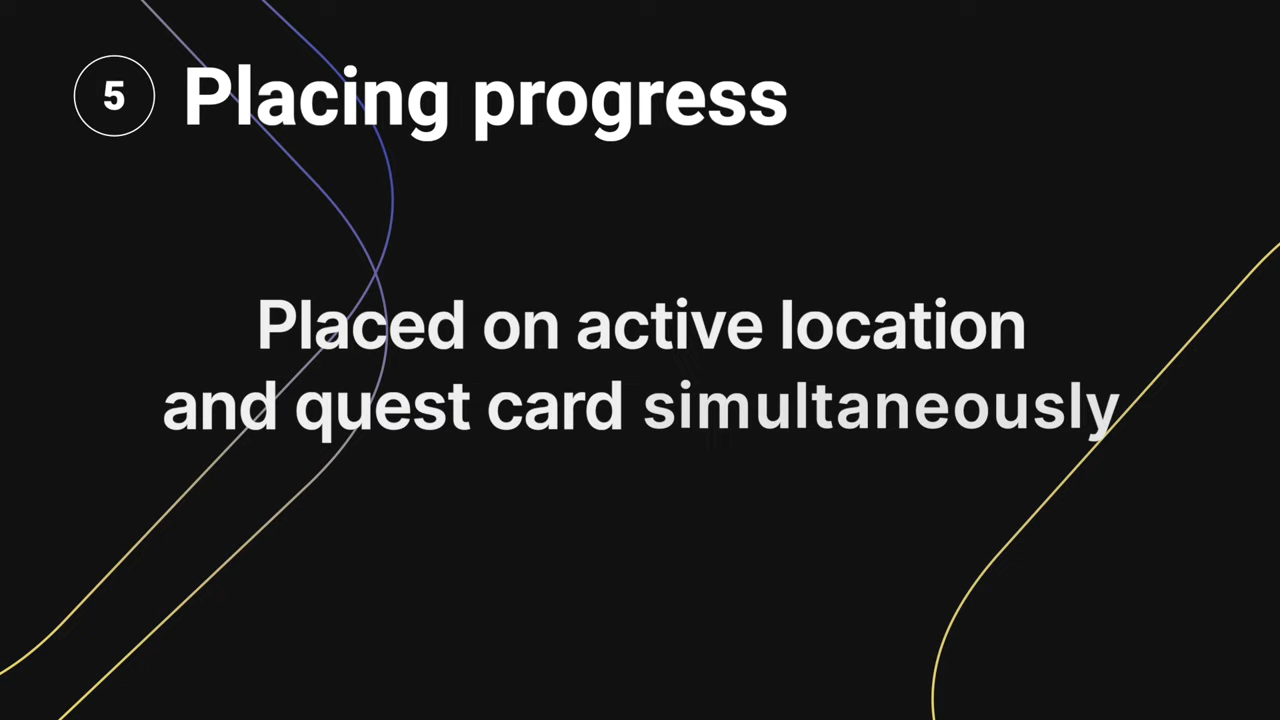 5 Placing progress
Placed on active location
and quest card simultaneously